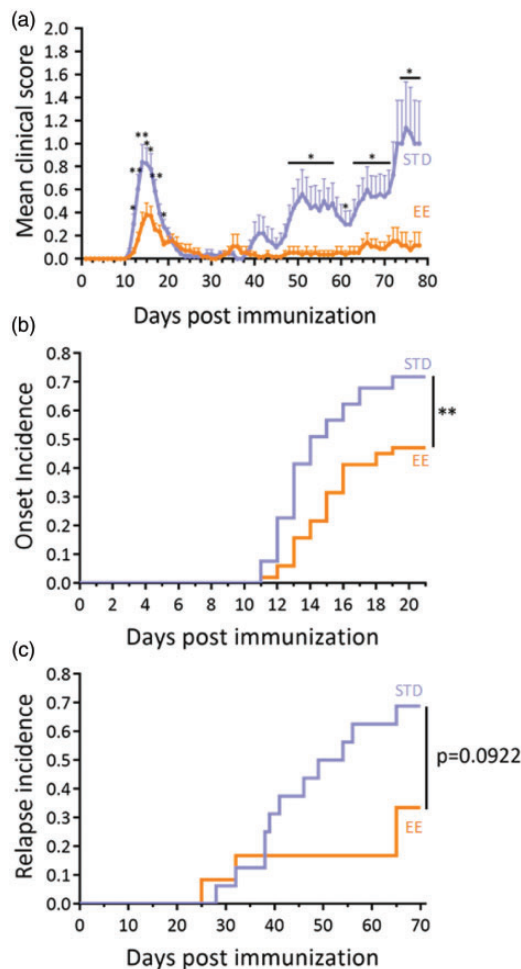 (a)
2.0
1.8
1.6
1.4
1.2
1.0
0.8
0.6
0.4
0.2
0.0
Mean clinical score
**
*
**
*
*
**
**
*
*
*
*
*
*
STD
EE
0 10 20 30 40 50 60 70 80
Days post immunization
(b)
0.8
0.7
0.6
0.5
0.4
0.3
0.2
0.1
0.0
Onset Incidence
STD
**
EE
0 2 4 6 8 10 12 14 16 18 20
Days post immunization
(c)
0.8
0.7
0.6
0.5
0.4
0.3
0.2
0.1
0.0
Relapse incidence
STD
p=0.0922
EE
0 10 20 30 40 50 60 70
Days post immunization